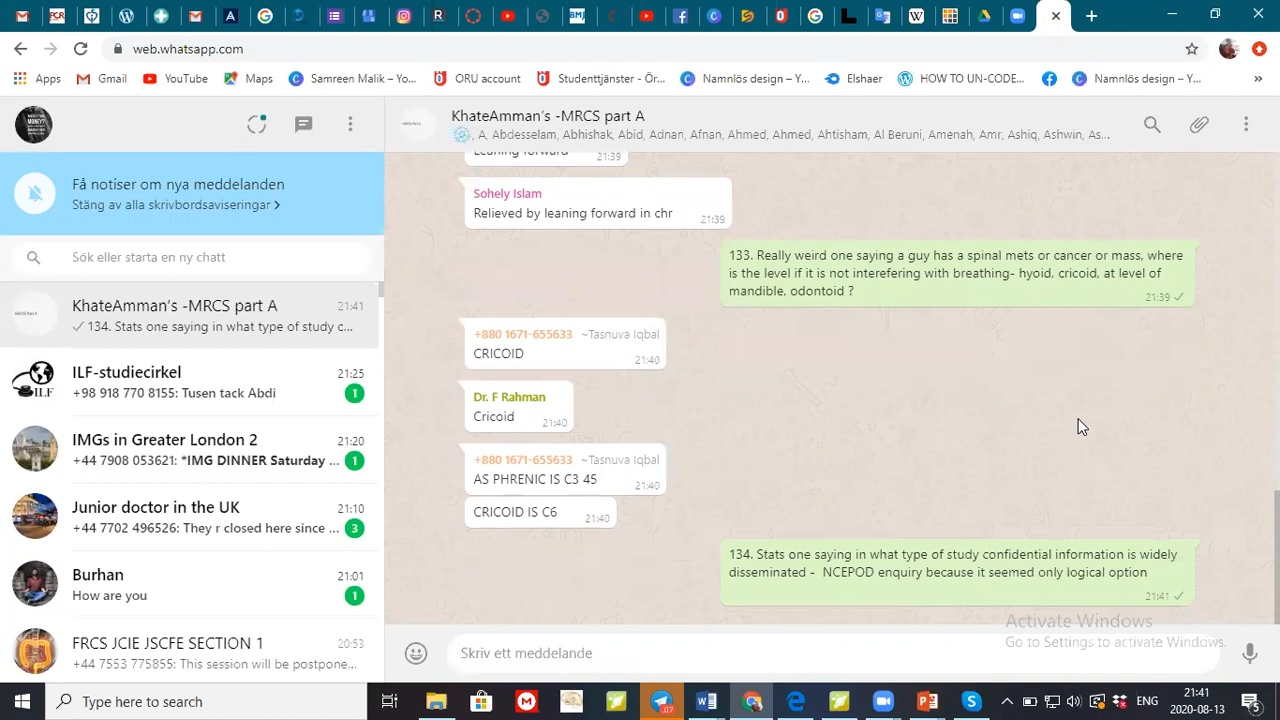 web.whatsapp.com
Apps
Gmail
YouTube
Maps
Samreen Malik – Yo...
ORU account
Studenttjänster - Ör...
Namnlös design – Y...
Elshaer
HOW TO UN-CODE...
Namnlös design – Y...
»
KhateAmman's -MRCS part A
, A. Abdesselam, Abhishak, Abid, Adnan, Afnan, Ahmed, Ahmed, Ahtisham, Al Beruni, Amenah, Amr, Ashiq, Ashwin, As...
Få notiser om nya meddelanden
Stäng av alla skrivbordsaviseringar >
Sök eller starta en ny chatt
KhateAmman's -MRCS part A 21:41
134. Stats one saying in what type of study c...
ILF-studiecirkel 21:25
+98 918 770 8155: Tusen tack Abdi 1
IMGs in Greater London 2 21:20
+44 7908 053621: *IMG DINNER Saturday ... 1
Junior doctor in the UK 21:10
+44 7702 496526: They r closed here since ... 3
Burhan 21:01
How are you 1
FRCS JCIE JSCFE SECTION 1 20:53
+44 7553 775855: This session will be postpone...
Leaning forward 21:39
Sohely Islam
Relieved by leaning forward in chr 21:39
133. Really weird one saying a guy has a spinal mets or cancer or mass, where
is the level if it is not interefering with breathing- hyoid, cricoid, at level of
mandible, odontoid ? 21:39
+880 1671-655633 ~Tasnuva Iqbal
CRICOID 21:40
Dr. F Rahman
Cricoid 21:40
+880 1671-655633 ~Tasnuva Iqbal
AS PHRENIC IS C3 45 21:40
CRICOID IS C6 21:40
134. Stats one saying in what type of study confidential information is widely
disseminated - NCEPOD enquiry because it seemed only logical option
21:41
Activate Windows
Go to Settings to activate Windows.
Skriv ett meddelande
Type here to search
ENG
21:41
2020-08-13
5